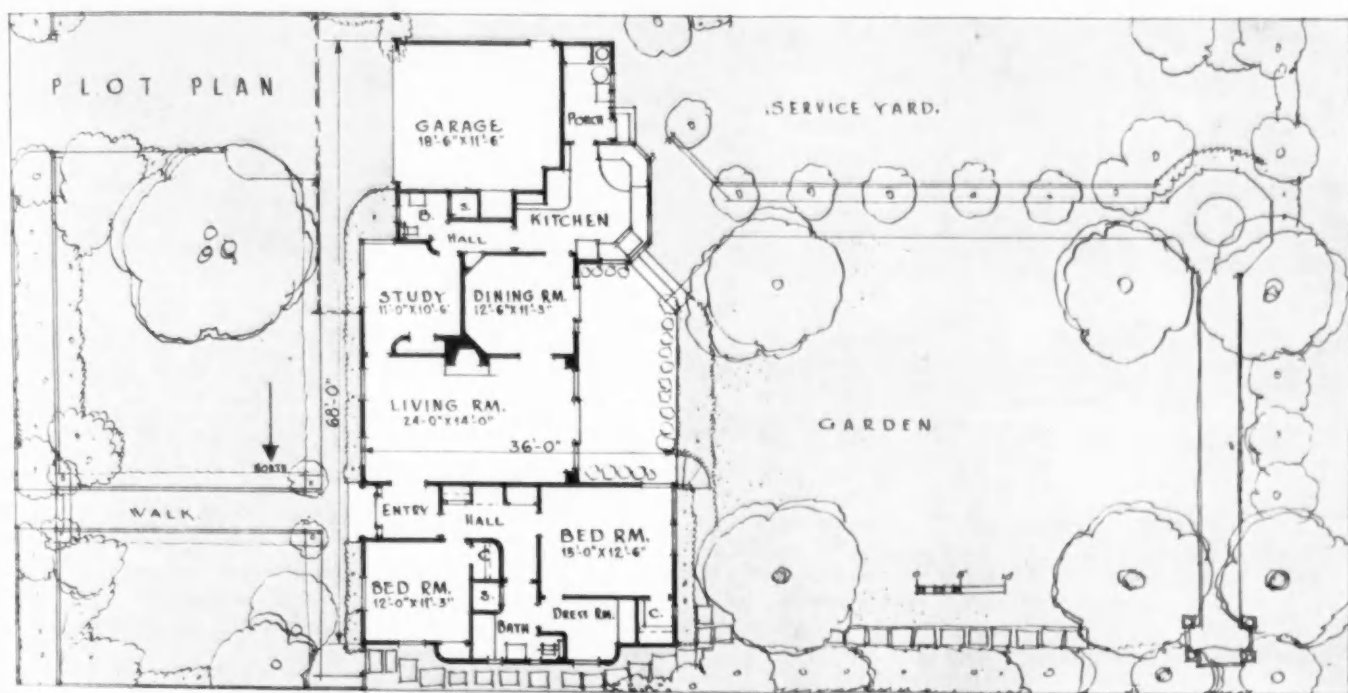 PLOT PLAN
SERVICE YARD.
GARAGE
18'-6"X11'-6"
PORCH
B.
S.
KITCHEN
HALL
STUDY
11'-0"X10'-6"
DINING RM.
12'-6"X11'-3"
68'-0"
LIVING RM.
24'-0"X14'-0"
36'-0"
GARDEN
NORTH
WALK
ENTRY
HALL
BED RM.
15'-0"X12'-6"
C.
BED RM.
12'-0"X11'-3"
S.
BATH
DRESS RM.
C.